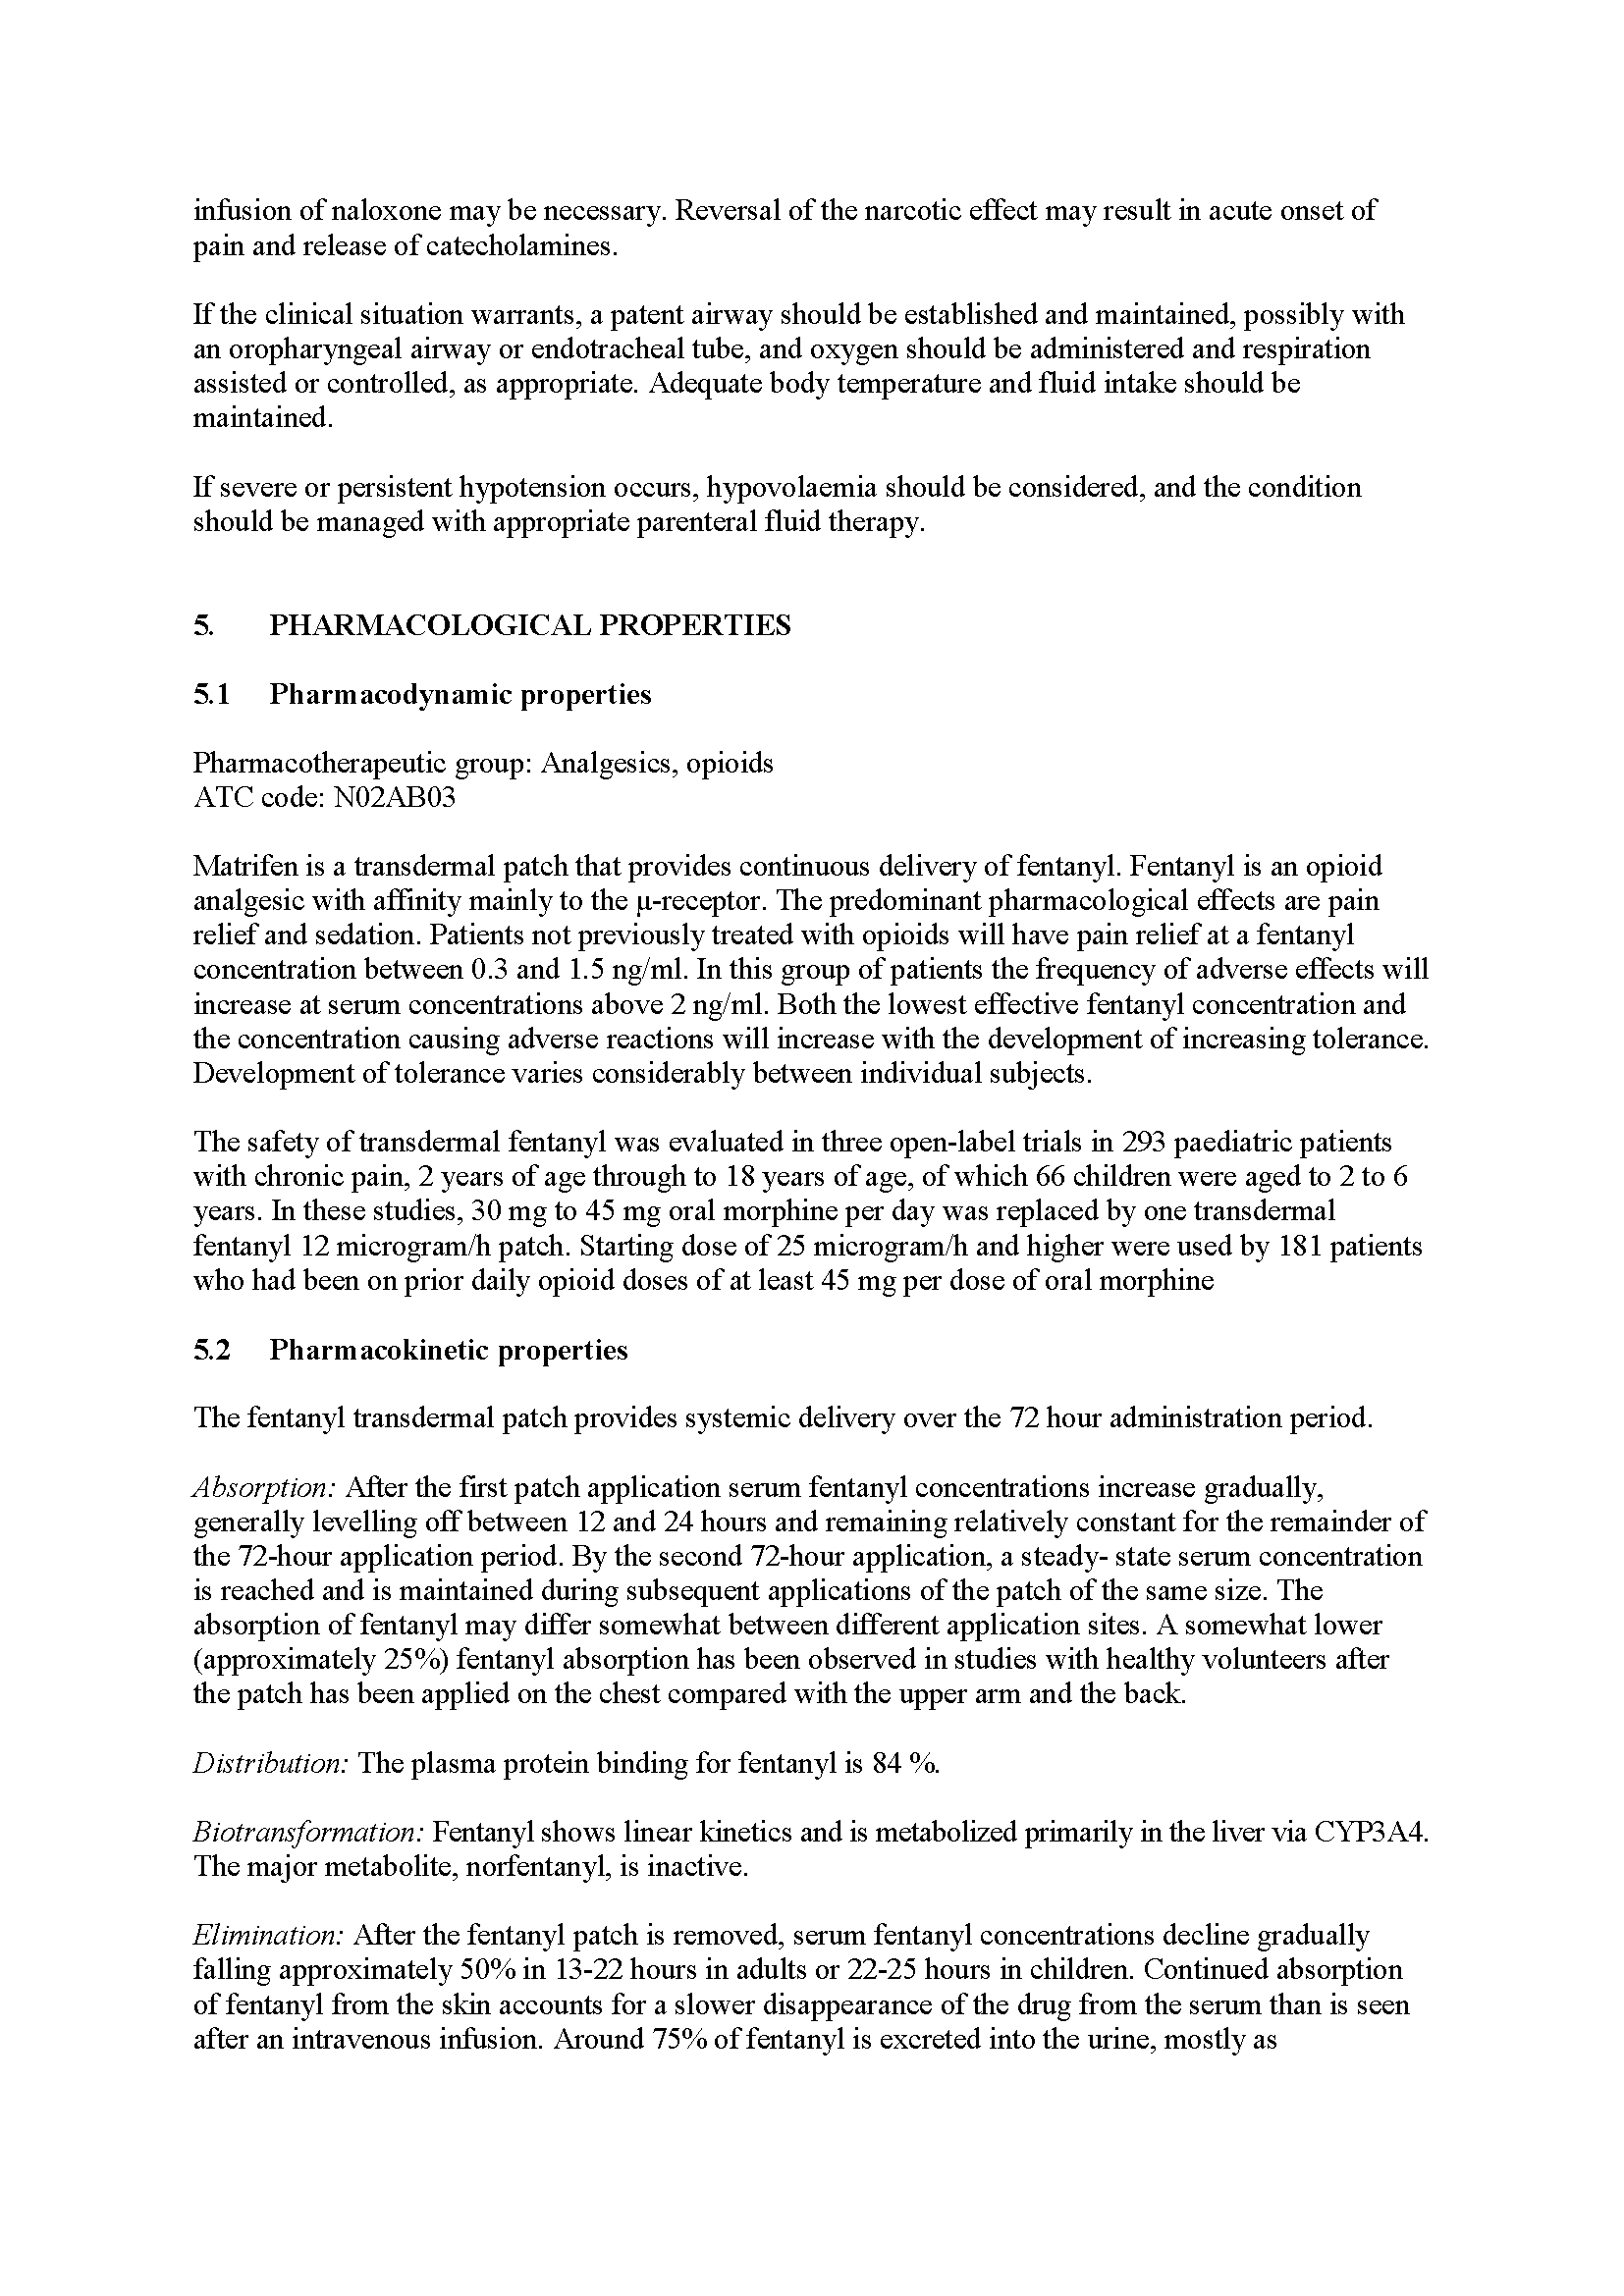 infusion of naloxone may be necessary. Reversal of the narcotic effect may result in acute onset of
pain and release of catecholamines.
If the clinical situation warrants, a patent airway should be established and maintained, possibly with
an oropharyngeal airway or endotracheal tube, and oxygen should be administered and respiration
assisted or controlled, as appropriate. Adequate body temperature and fluid intake should be
maintained.
If severe or persistent hypotension occurs, hypovolaemia should be considered, and the condition
should be managed with appropriate parenteral fluid therapy.
5. PHARMACOLOGICAL PROPERTIES
5.1 Pharmacodynamic properties
Pharmacotherapeutic group: Analgesics, opioids
ATC code: N02AB03
Matrifen is a transdermal patch that provides continuous delivery of fentanyl. Fentanyl is an opioid
analgesic with affinity mainly to the µ-receptor. The predominant pharmacological effects are pain
relief and sedation. Patients not previously treated with opioids will have pain relief at a fentanyl
concentration between 0.3 and 1.5 ng/ml. In this group of patients the frequency of adverse effects will
increase at serum concentrations above 2 ng/ml. Both the lowest effective fentanyl concentration and
the concentration causing adverse reactions will increase with the development of increasing tolerance.
Development of tolerance varies considerably between individual subjects.
The safety of transdermal fentanyl was evaluated in three open-label trials in 293 paediatric patients
with chronic pain, 2 years of age through to 18 years of age, of which 66 children were aged to 2 to 6
years. In these studies, 30 mg to 45 mg oral morphine per day was replaced by one transdermal
fentanyl 12 microgram/h patch. Starting dose of 25 microgram/h and higher were used by 181 patients
who had been on prior daily opioid doses of at least 45 mg per dose of oral morphine
5.2 Pharmacokinetic properties
The fentanyl transdermal patch provides systemic delivery over the 72 hour administration period.
Absorption: After the first patch application serum fentanyl concentrations increase gradually,
generally levelling off between 12 and 24 hours and remaining relatively constant for the remainder of
the 72-hour application period. By the second 72-hour application, a steady- state serum concentration
is reached and is maintained during subsequent applications of the patch of the same size. The
absorption of fentanyl may differ somewhat between different application sites. A somewhat lower
(approximately 25%) fentanyl absorption has been observed in studies with healthy volunteers after
the patch has been applied on the chest compared with the upper arm and the back.
Distribution: The plasma protein binding for fentanyl is 84 %.
Biotransformation: Fentanyl shows linear kinetics and is metabolized primarily in the liver via CYP3A4.
The major metabolite, norfentanyl, is inactive.
Elimination: After the fentanyl patch is removed, serum fentanyl concentrations decline gradually
falling approximately 50% in 13-22 hours in adults or 22-25 hours in children. Continued absorption
of fentanyl from the skin accounts for a slower disappearance of the drug from the serum than is seen
after an intravenous infusion. Around 75% of fentanyl is excreted into the urine, mostly as